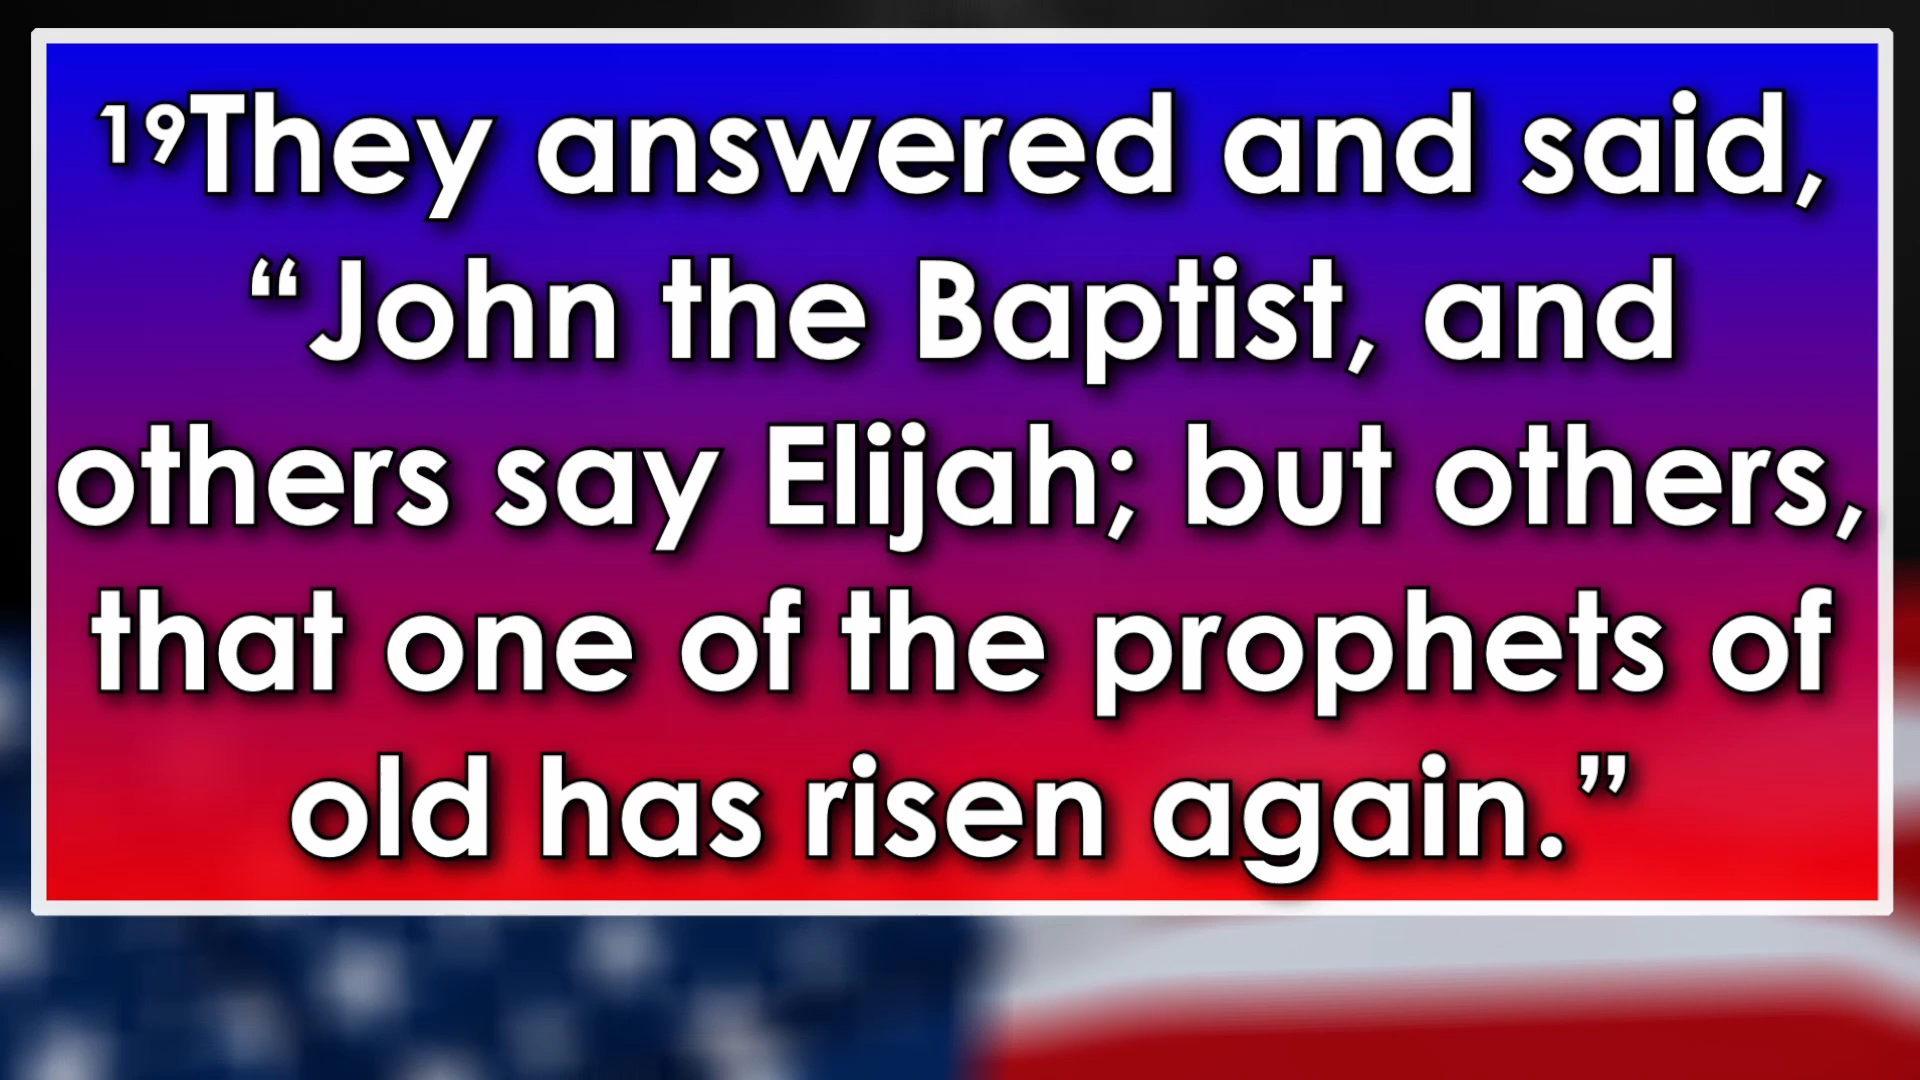 ¹⁹They answered and said,
“John the Baptist, and
others say Elijah; but others,
that one of the prophets of
old has risen again.”